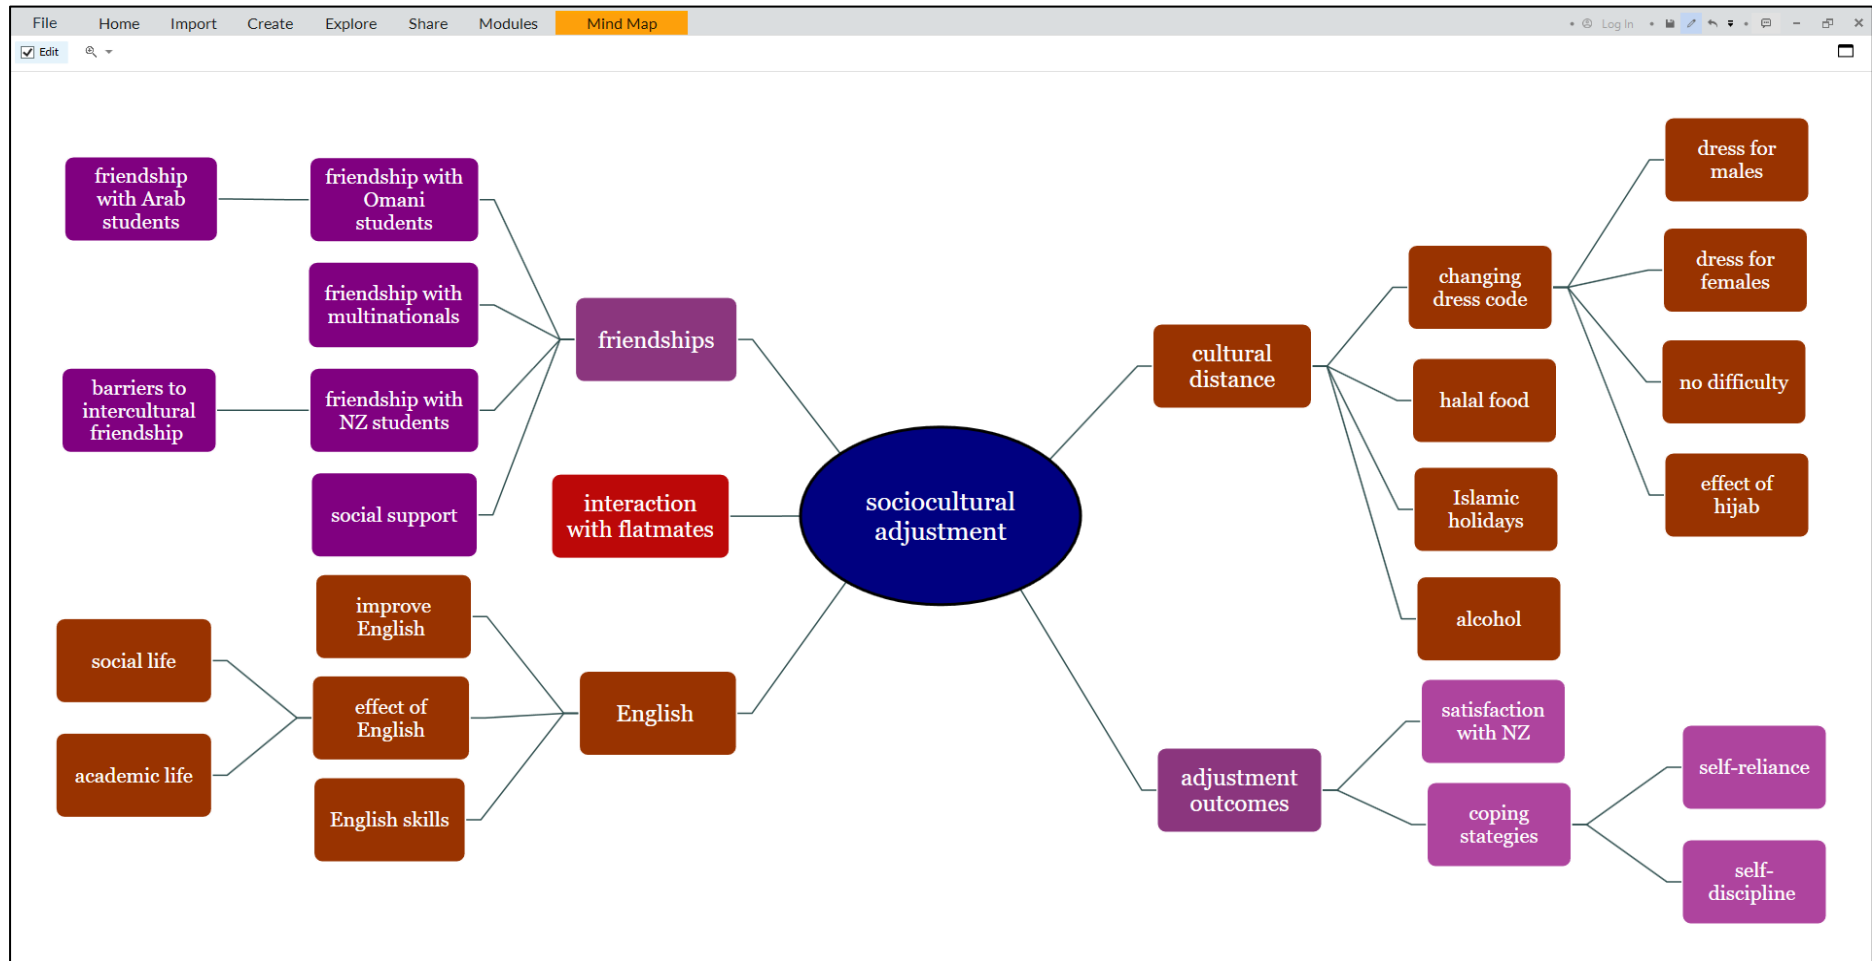 File Home Import Create Explore Share Modules Mind Map Log In
Edit
friendship
with Arab
students
friendship with
Omani
students
friendship with
multinationals
barriers to
intercultural
friendship
friendship with
NZ students
social support
friendships
interaction
with flatmates
improve
English
social life
effect of
English
academic life
English skills
English
sociocultural
adjustment
cultural
distance
changing
dress code
dress for
males
dress for
females
no difficulty
effect of
hijab
halal food
Islamic
holidays
alcohol
adjustment
outcomes
satisfaction
with NZ
coping
stategies
self-reliance
self-
discipline